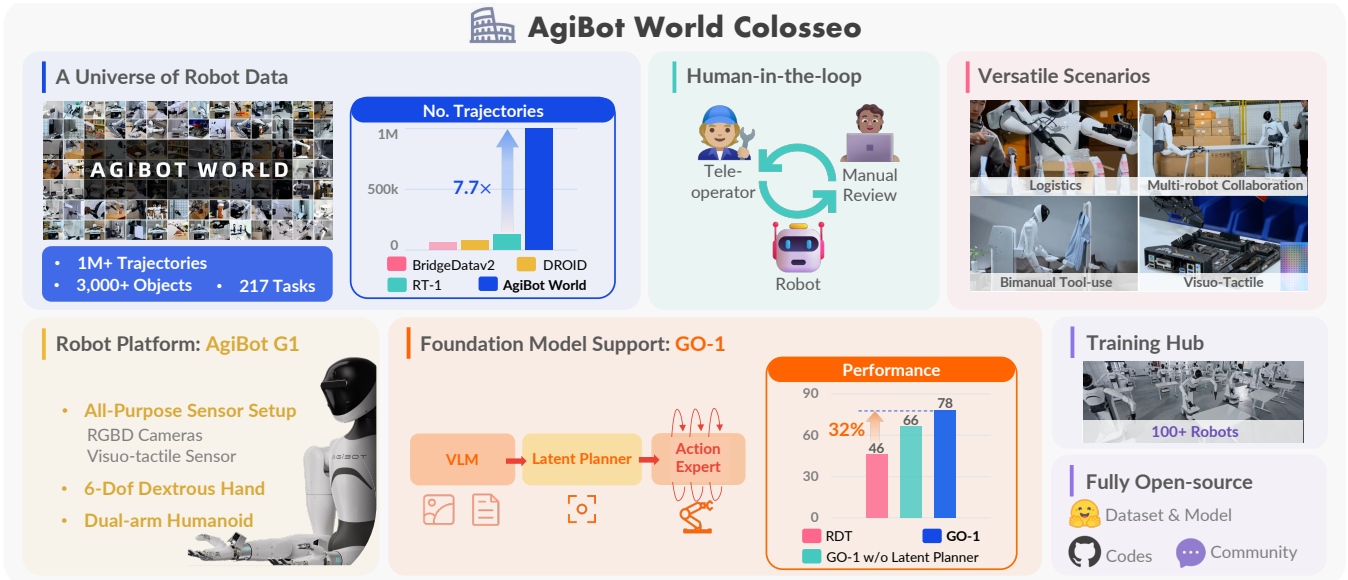 AgiBot World Colosseo
A Universe of Robot Data
AGIBOT WORLD
• 1M+ Trajectories
• 3,000+ Objects • 217 Tasks
No. Trajectories
1M
500k
0
7.7×
BridgeDatav2 DROID
RT-1 AgiBot World
Human-in-the-loop
Tele-
operator
Manual
Review
Robot
Versatile Scenarios
Logistics
Multi-robot Collaboration
Bimanual Tool-use
Visuo-Tactile
Robot Platform: AgiBot G1
• All-Purpose Sensor Setup
RGBD Cameras
Visuo-tactile Sensor
• 6-Dof Dextrous Hand
• Dual-arm Humanoid
AGIBOT
Foundation Model Support: GO-1
VLM
Latent Planner
Action
Expert
Performance
90
60
30
0
32%
46
66
78
RDT GO-1
GO-1 w/o Latent Planner
Training Hub
100+ Robots
Fully Open-source
Dataset & Model
Codes Community